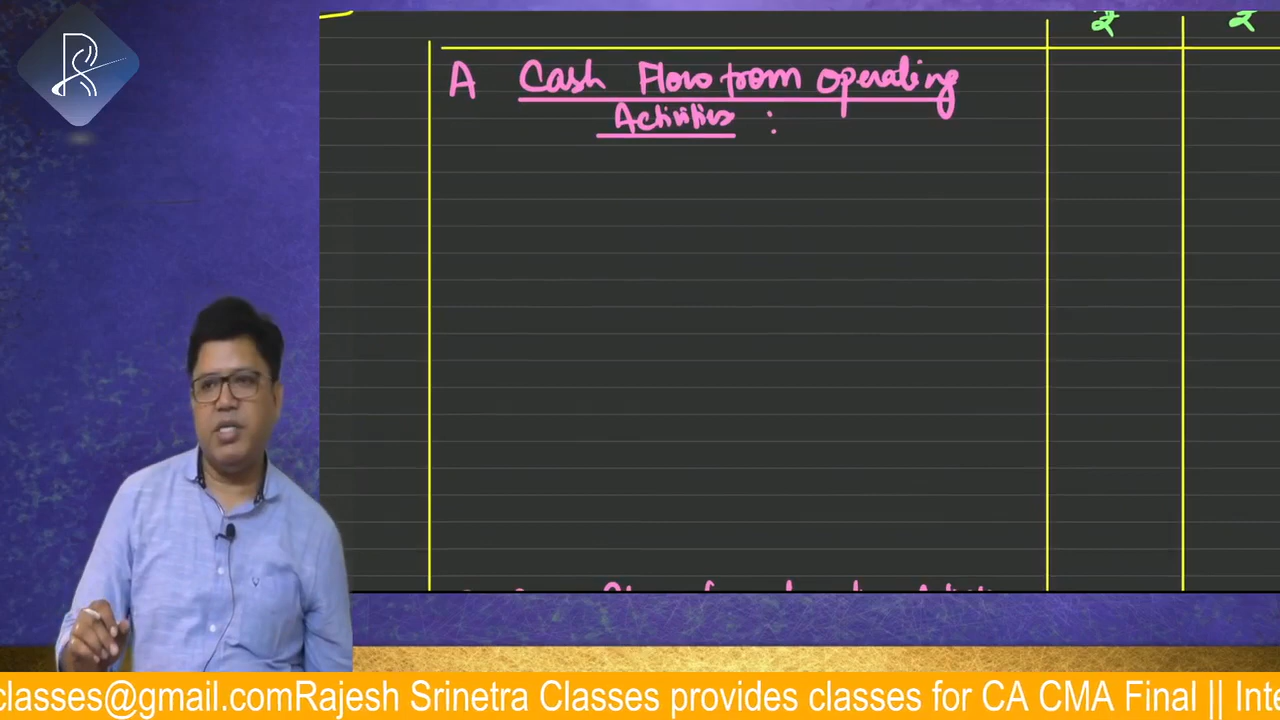 ₹ ₹
A Cash Flow from operating
Activities :
classes@gmail.comRajesh Srinetra Classes provides classes for CA CMA Final || Inte